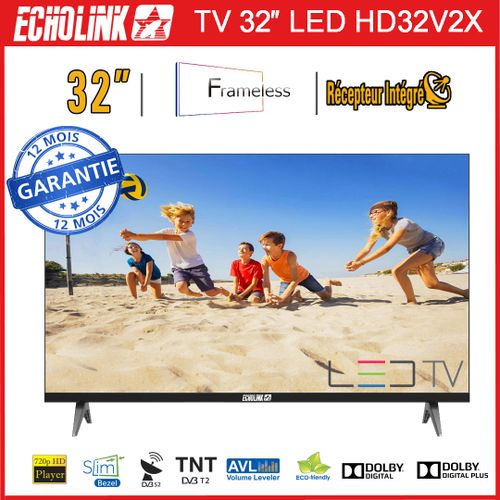 ECHOLINK TV 32" LED HD32V2X
32" Frameless Récepteur Intégré
12 MOIS
GARANTIE
12 MOIS
LED TV
ECHOLINK
720p HD Player
Slim Bezel
DVB S2
TNT DVB T2
AVL Volume Leveler
LED ECO-friendly
DOLBY DIGITAL
DOLBY DIGITAL PLUS